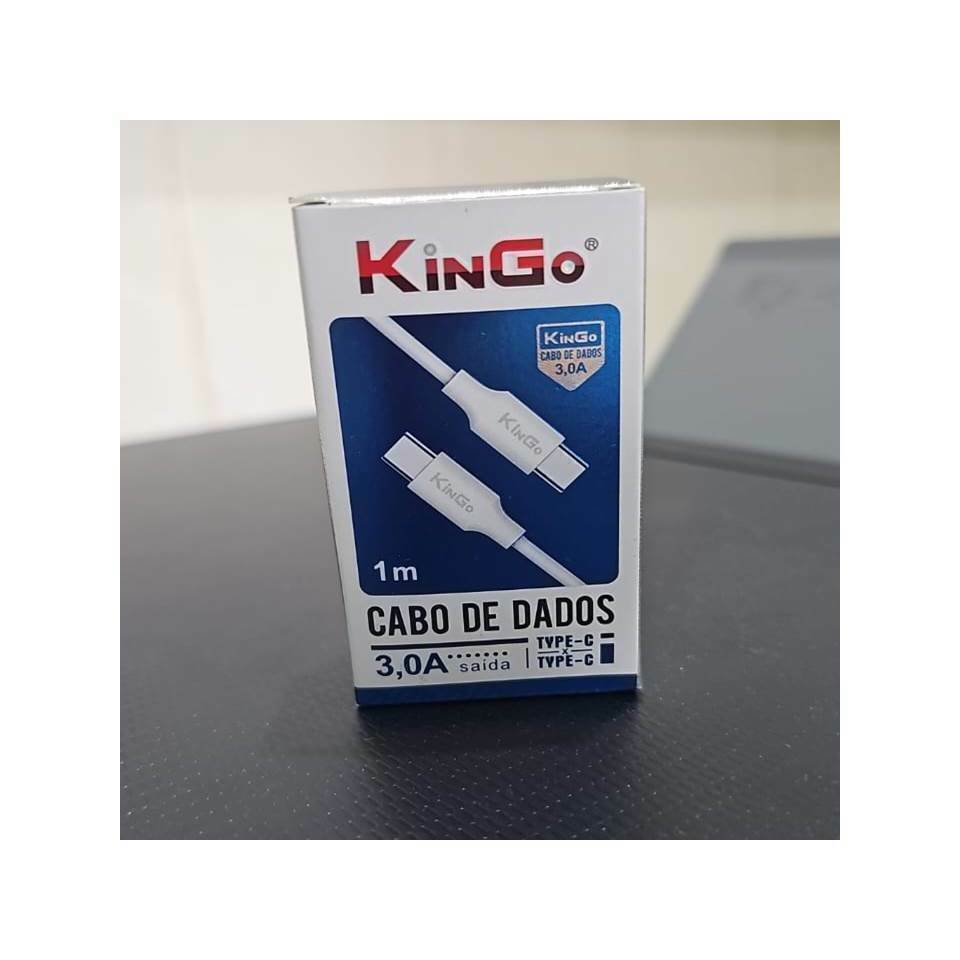 KinGo®
KinGo
CABO DE DADOS
3,0A
KinGo
KinGo
1m
CABO DE DADOS
3,0A saída
TYPE-C
x
TYPE-C